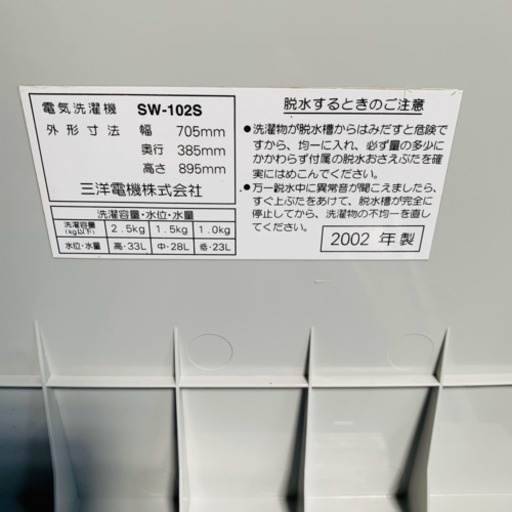 電気洗濯機 SW-102S
外形寸法 幅 705mm
奥行 385mm
高さ 895mm
三洋電機株式会社
洗濯容量・水位・水量
洗濯容量(kg以下) 2.5kg 1.5kg 1.0kg
水位・水量 高・33L 中・28L 低・23L
脱水するときのご注意
●洗濯物が脱水槽からはみだすと危険で
すから、均一に入れ、必ず量の多少に
かかわらず付属の脱水おさえぶたを確
実にはめこんでください。
●万一脱水中に異常音が聞こえましたら、
すぐ上ぶたをあけて、脱水槽が完全に
停止してから、洗濯物の不均一を直し
てください。
2002 年製